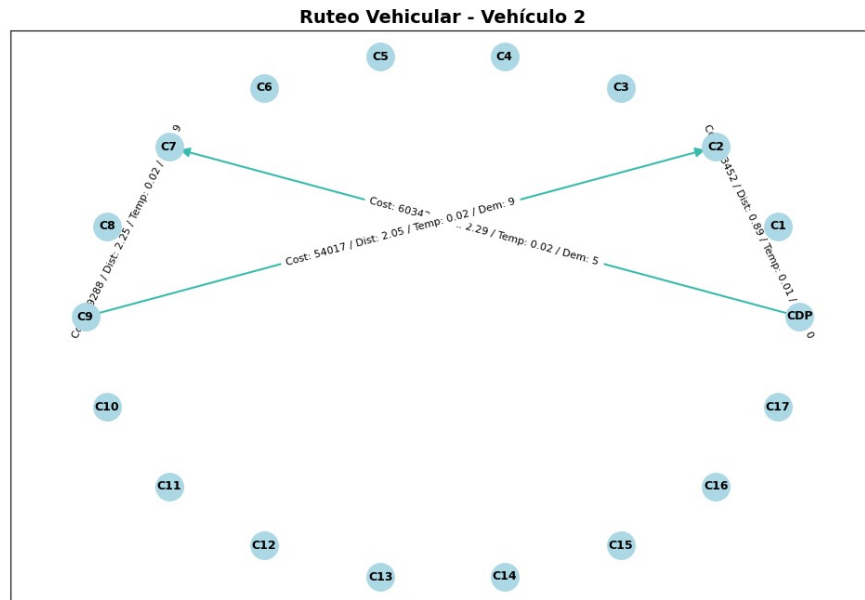 Ruteo Vehicular - Vehículo 2
C5
C4
C6
C3
C7
C2
C8
C1
Cost: 54017 / Dist: 2.05 / Temp: 0.02 / Dem: 9
2.29 / Temp: 0.02 / Dem: 5
/ Dist: 2.25 / Temp: 0.02 /
/ Dist: 0.89 / Temp: 0.01 /
C9
CDP
C10
C17
C11
C16
C12
C15
C13
C14